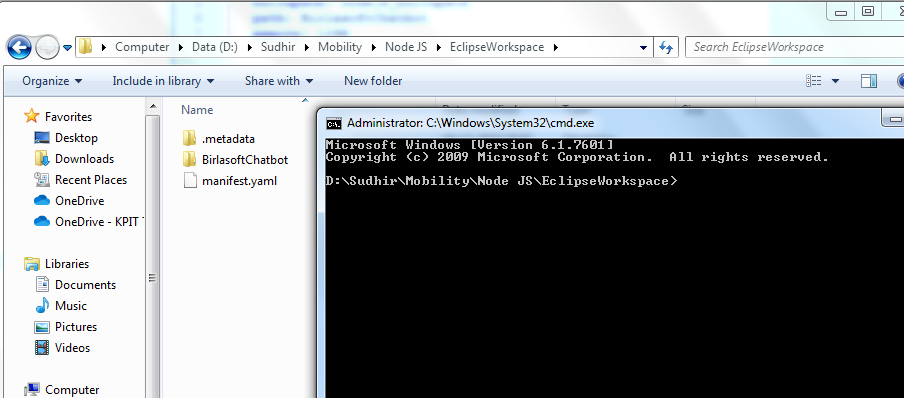 Computer Data (D:) Sudhir Mobility Node JS EclipseWorkspace
Search EclipseWorkspace
Organize Include in library Share with New folder
Favorites
Desktop
Downloads
Recent Places
OneDrive
OneDrive - KPIT
Libraries
Documents
Music
Pictures
Videos
Computer
Name
.metadata
BirlasoftChatbot
manifest.yaml
Administrator: C:\Windows\System32\cmd.exe
Microsoft Windows [Version 6.1.7601]
Copyright (c) 2009 Microsoft Corporation. All rights reserved.
D:\Sudhir\Mobility\Node JS\EclipseWorkspace>